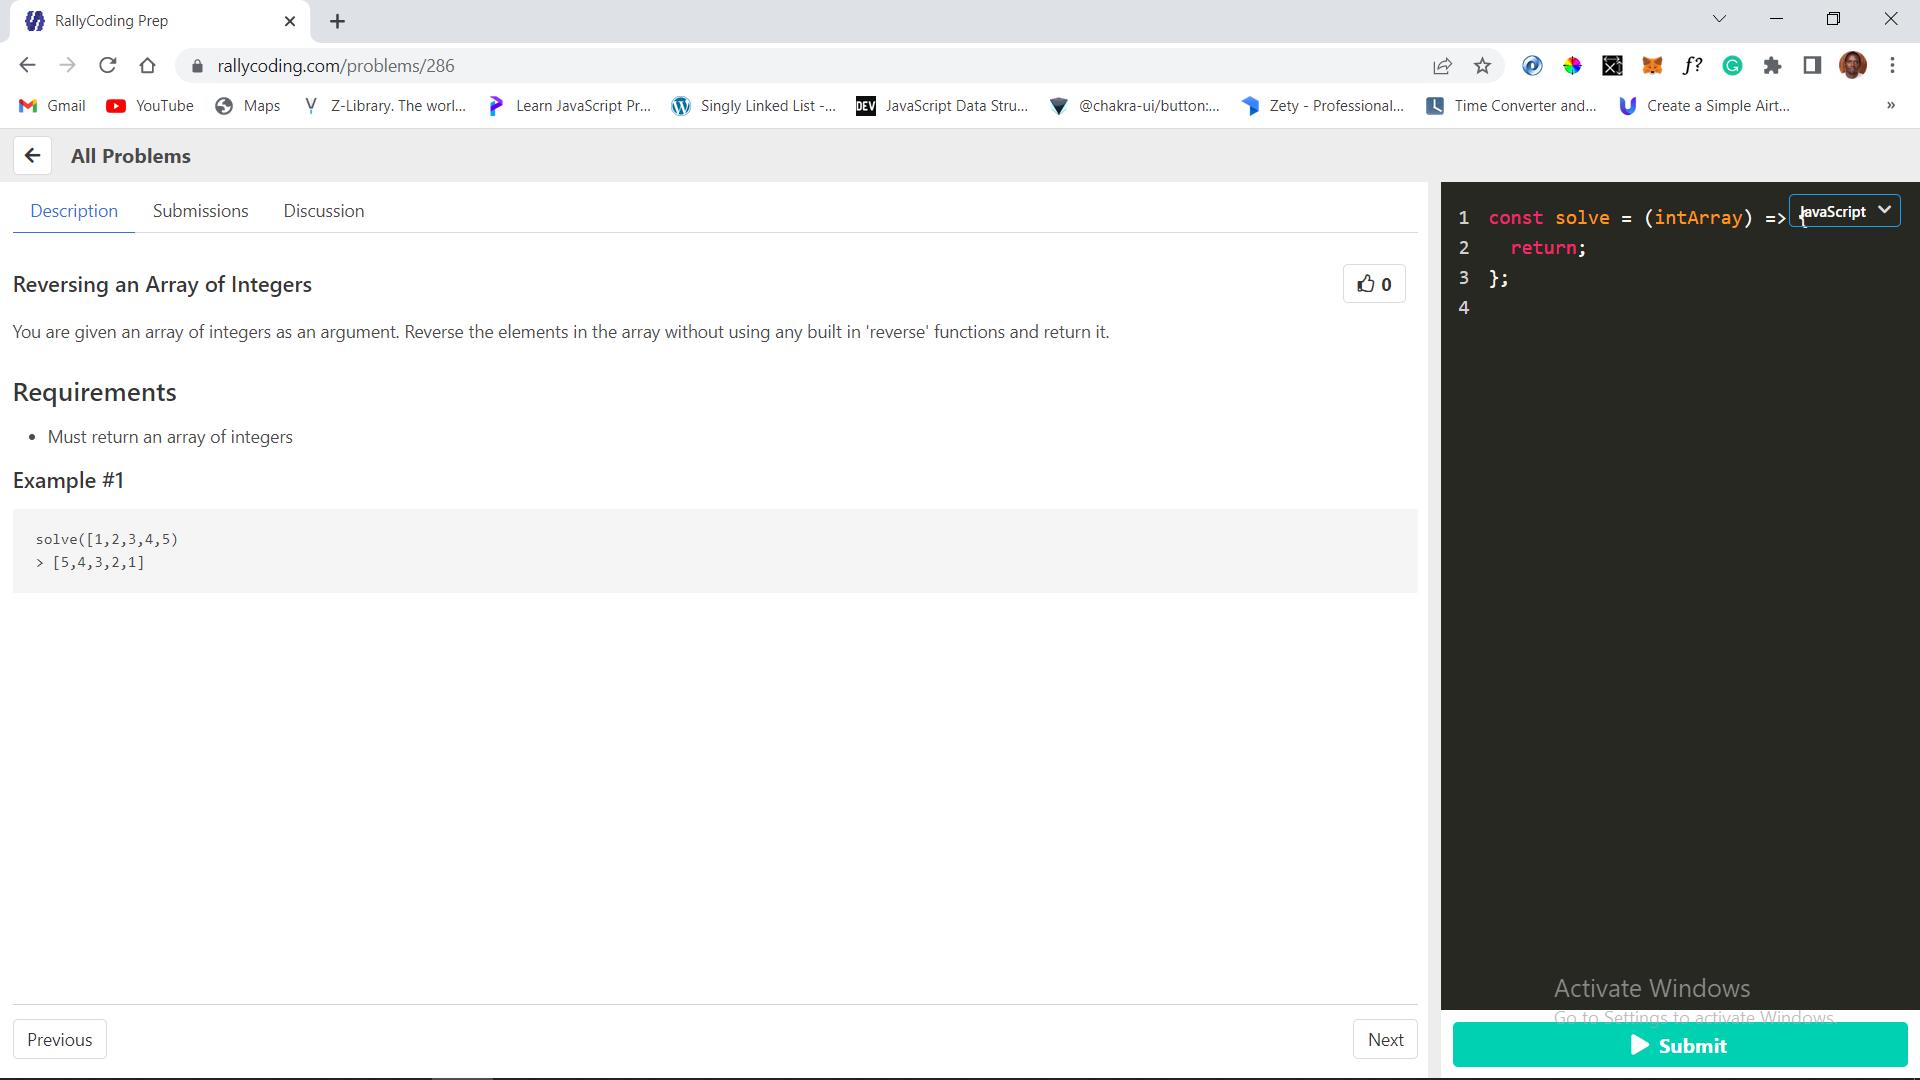 RallyCoding Prep
rallycoding.com/problems/286
Gmail
YouTube
Maps
Z-Library. The worl...
Learn JavaScript Pr...
Singly Linked List -...
DEV
JavaScript Data Stru...
@chakra-ui/button:...
Zety - Professional...
Time Converter and...
Create a Simple Airt...
»
All Problems
Description
Submissions
Discussion
Reversing an Array of Integers
0
You are given an array of integers as an argument. Reverse the elements in the array without using any built in 'reverse' functions and return it.
Requirements
• Must return an array of integers
Example #1
solve([1,2,3,4,5)
> [5,4,3,2,1]
Previous
Next
JavaScript
1 const solve = (intArray) => {
2 return;
3 };
4
Activate Windows
Go to Settings to activate Windows.
Submit